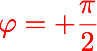 φ = +π/2